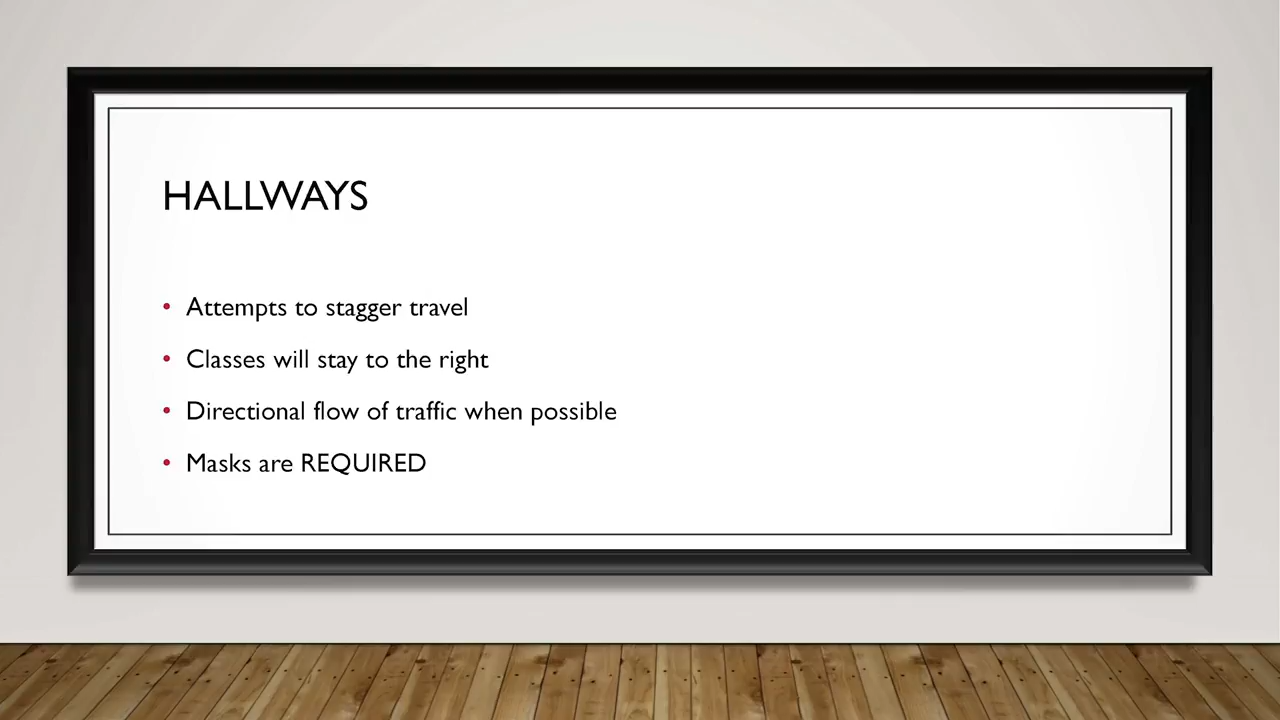 HALLWAYS
• Attempts to stagger travel
• Classes will stay to the right
• Directional flow of traffic when possible
• Masks are REQUIRED